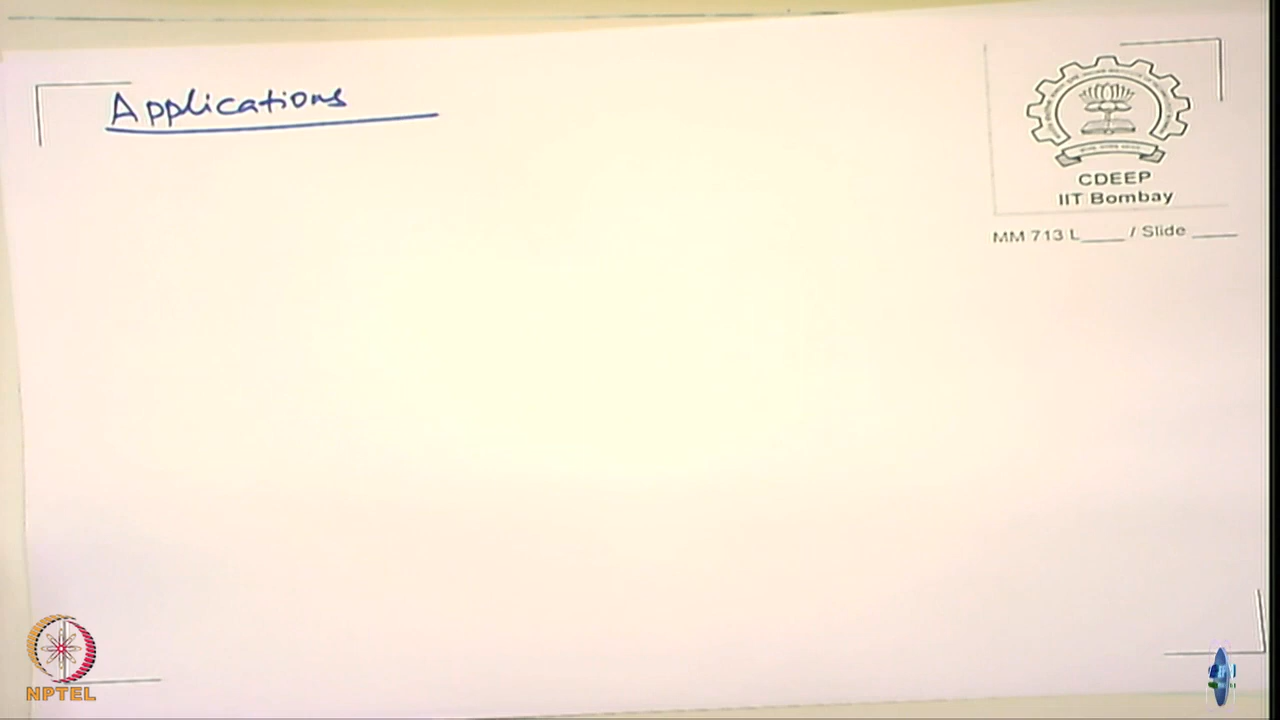 Applications
CDEEP
IIT Bombay
MM 713 L____ / Slide ____
NPTEL